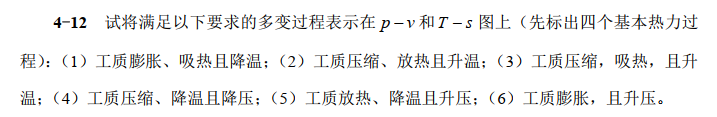 4-12 试将满足以下要求的多变过程表示在 p-v 和 T-s 图上（先标出四个基本热力过
程）：（1）工质膨胀、吸热且降温；（2）工质压缩、放热且升温；（3）工质压缩，吸热，且升
温；（4）工质压缩、降温且降压；（5）工质放热、降温且升压；（6）工质膨胀，且升压。